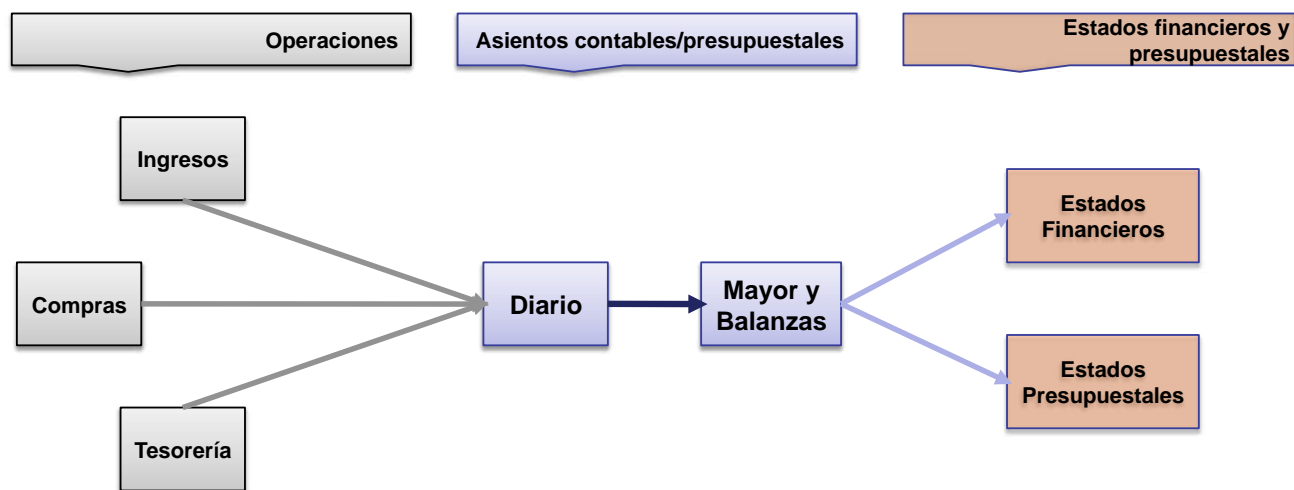 Operaciones
Asientos contables/presupuestales
Estados financieros y
presupuestales
Ingresos
Compras
Tesorería
Diario
Mayor y
Balanzas
Estados
Financieros
Estados
Presupuestales